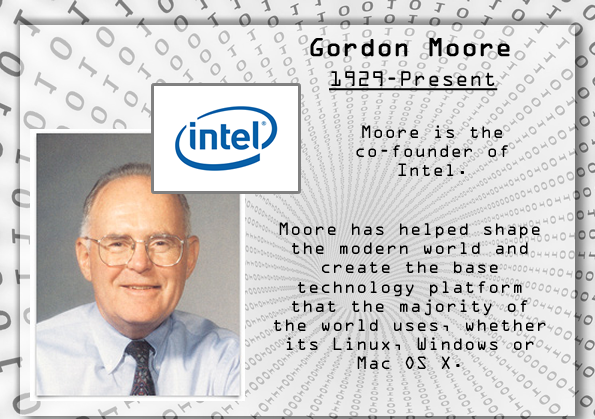 Gordon Moore
1929-Present
intel®
Moore is the
co-founder of
Intel.
Moore has helped shape
the modern world and
create the base
technology platform
that the majority of
the world uses, whether
its Linux, Windows or
Mac OS X.